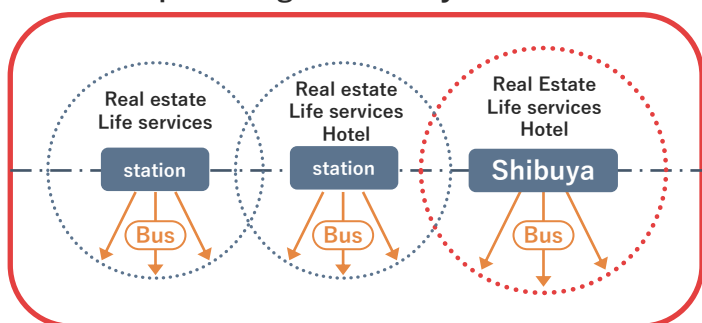 Real estate
Life services
station
Bus
Real estate
Life services
Hotel
station
Bus
Real Estate
Life services
Hotel
Shibuya
Bus